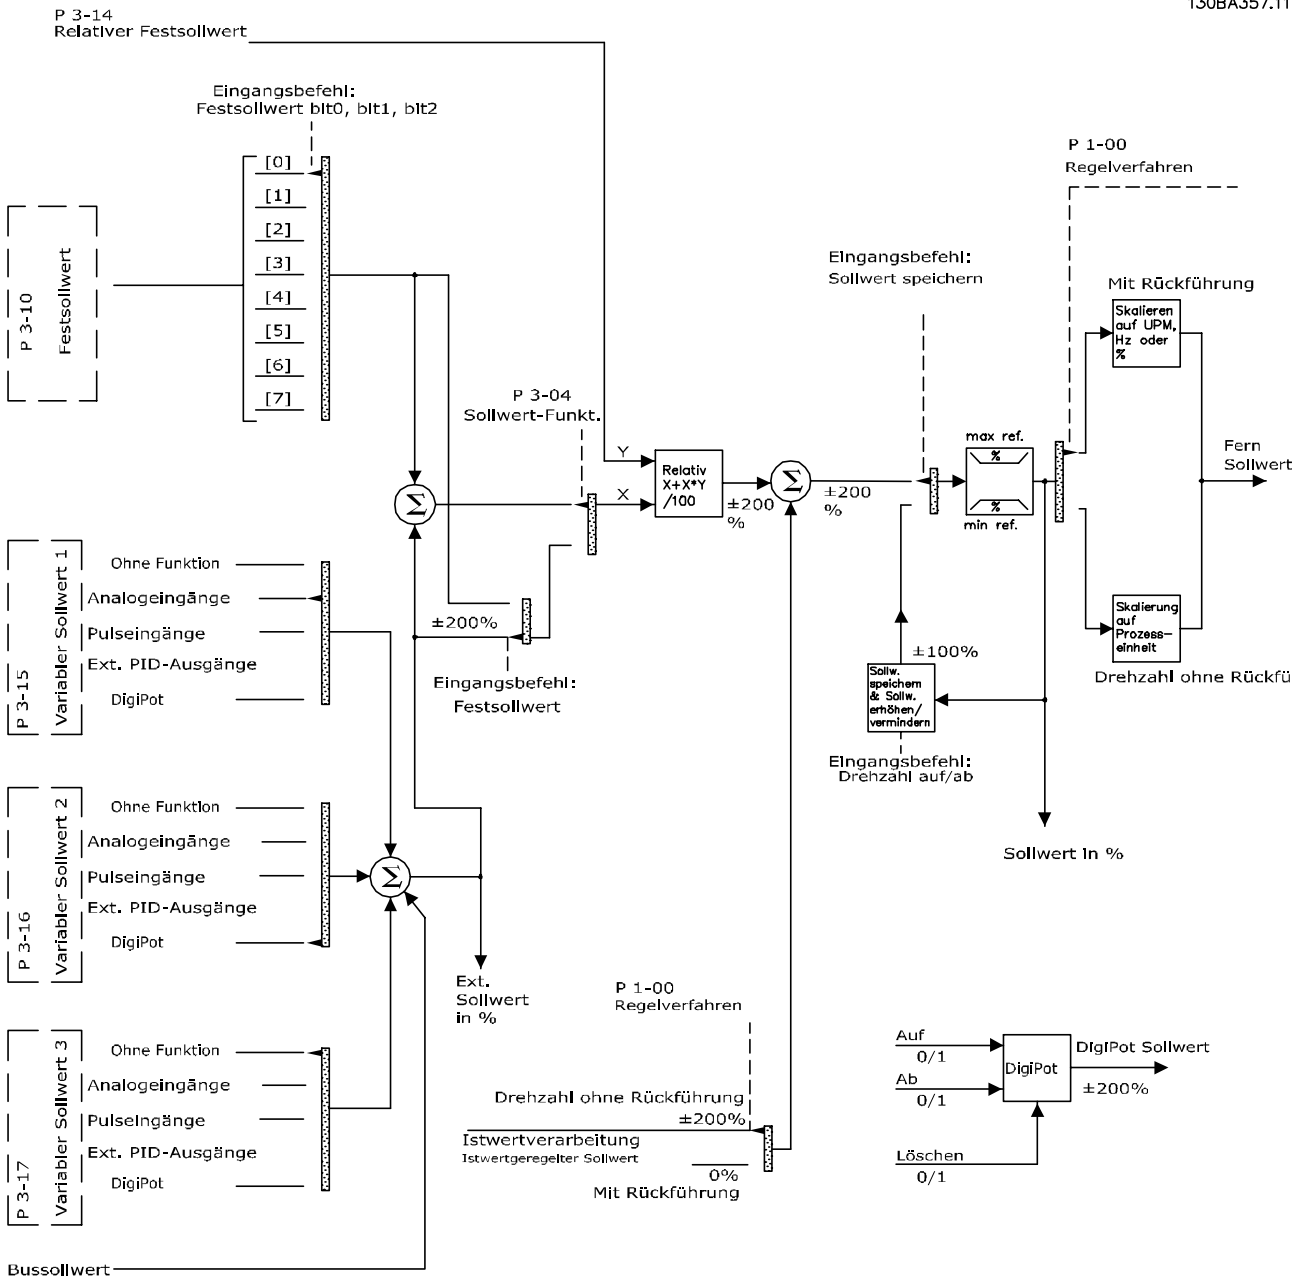 130BA357.11
P 3-14
Relativer Festsollwert
Eingangsbefehl:
Festsollwert bit0, bit1, bit2
[0]
[1]
[2]
[3]
[4]
[5]
[6]
[7]
P 3-10
Festsollwert
P 1-00
Regelverfahren
Eingangsbefehl:
Sollwert speichern
Mit Rückführung
Skalieren
auf UPM,
Hz oder
%
P 3-04
Sollwert-Funkt.
Y
X
Relativ
X+X*Y
/100
±200
%
Σ
±200
%
max ref.
%
%
min ref.
Fern
Sollwert
Σ
P 3-15
Variabler Sollwert 1
Ohne Funktion
Analogeingänge
Pulseingänge
Ext. PID-Ausgänge
DigiPot
±200%
Eingangsbefehl:
Festsollwert
±100%
Sollw.
speichern
& Sollw.
erhöhen/
vermindern
Eingangsbefehl:
Drehzahl auf/ab
Skalierung
auf
Prozess-
einheit
Drehzahl ohne Rückfü
Sollwert in %
P 3-16
Variabler Sollwert 2
Ohne Funktion
Analogeingänge
Pulseingänge
Ext. PID-Ausgänge
DigiPot
Σ
Ext.
Sollwert
in %
P 3-17
Variabler Sollwert 3
Ohne Funktion
Analogeingänge
Pulseingänge
Ext. PID-Ausgänge
DigiPot
P 1-00
Regelverfahren
Drehzahl ohne Rückführung
±200%
Istwertverarbeitung
Istwertgeregelter Sollwert
0%
Mit Rückführung
Auf
0/1
Ab
0/1
Löschen
0/1
DigiPot
DigiPot Sollwert
±200%
Bussollwert